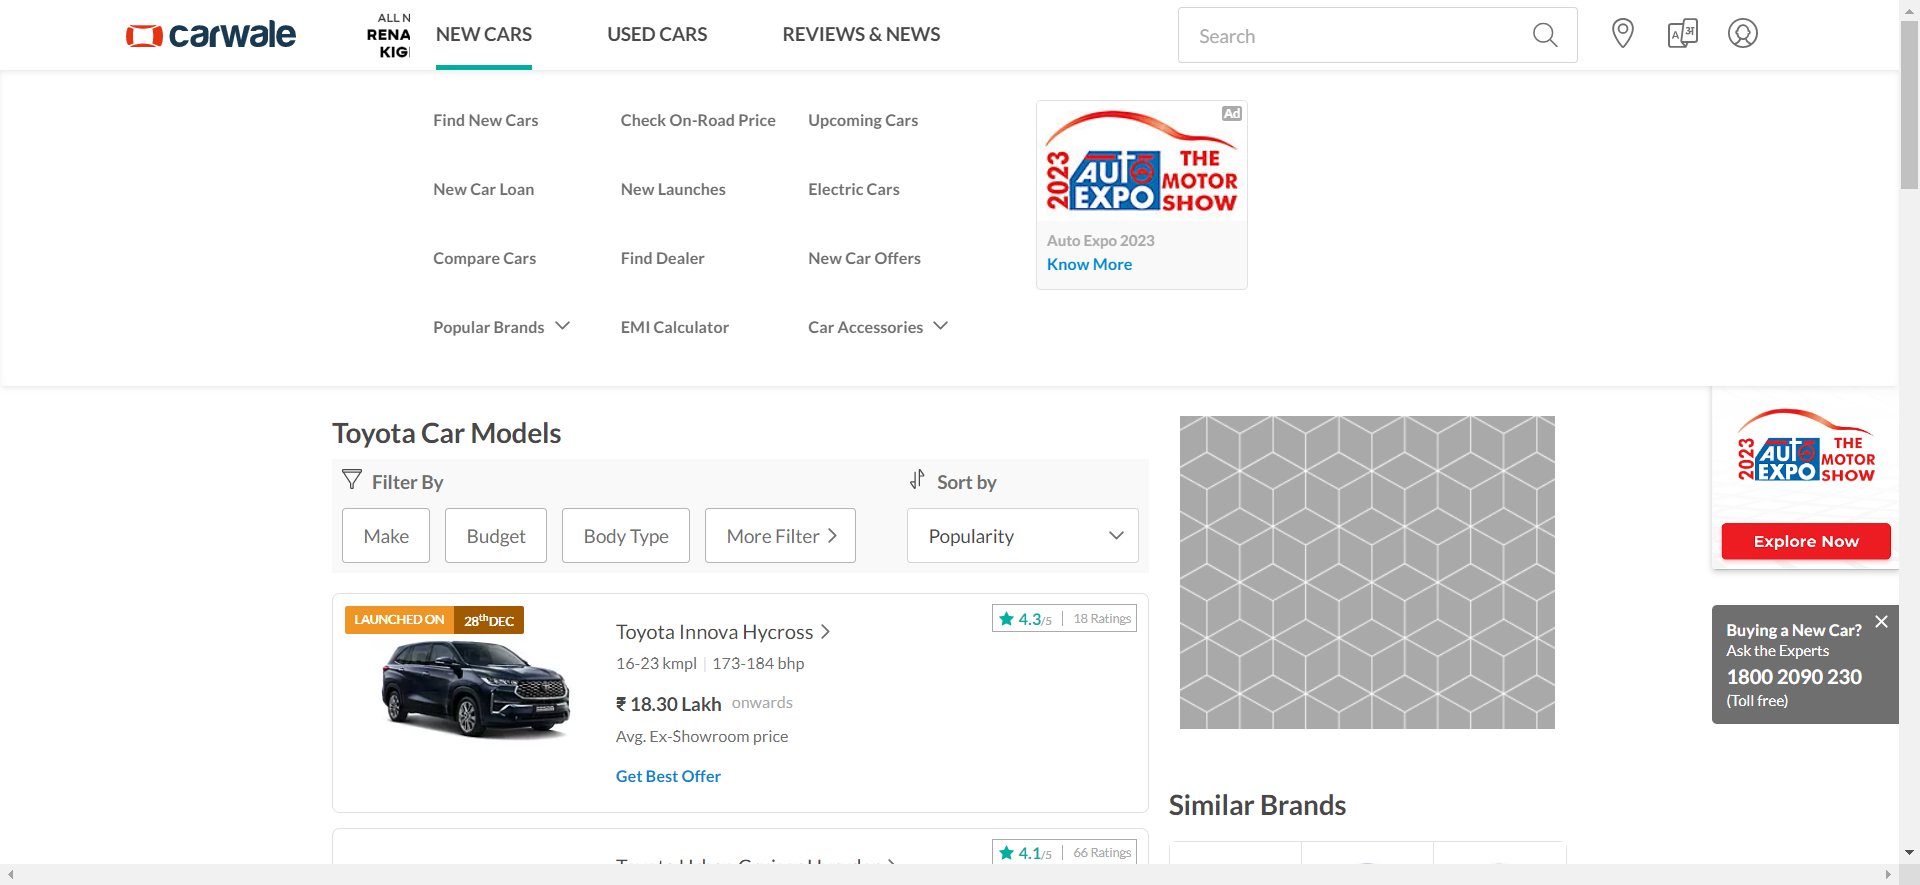 carwale
ALL N
RENA
KIG
NEW CARS
USED CARS
REVIEWS & NEWS
Search
A अ
Find New Cars
Check On-Road Price
Upcoming Cars
New Car Loan
New Launches
Electric Cars
Compare Cars
Find Dealer
New Car Offers
Popular Brands
EMI Calculator
Car Accessories
Ad
2023 AUTO EXPO THE MOTOR SHOW
Auto Expo 2023
Know More
Toyota Car Models
Filter By
Sort by
Make
Budget
Body Type
More Filter
Popularity
LAUNCHED ON 28th DEC
Toyota Innova Hycross
4.3/5 | 18 Ratings
16-23 kmpl | 173-184 bhp
₹ 18.30 Lakh onwards
Avg. Ex-Showroom price
Get Best Offer
4.1/5 | 66 Ratings
Similar Brands
2023 AUTO EXPO THE MOTOR SHOW
Explore Now
Buying a New Car?
Ask the Experts
1800 2090 230
(Toll free)